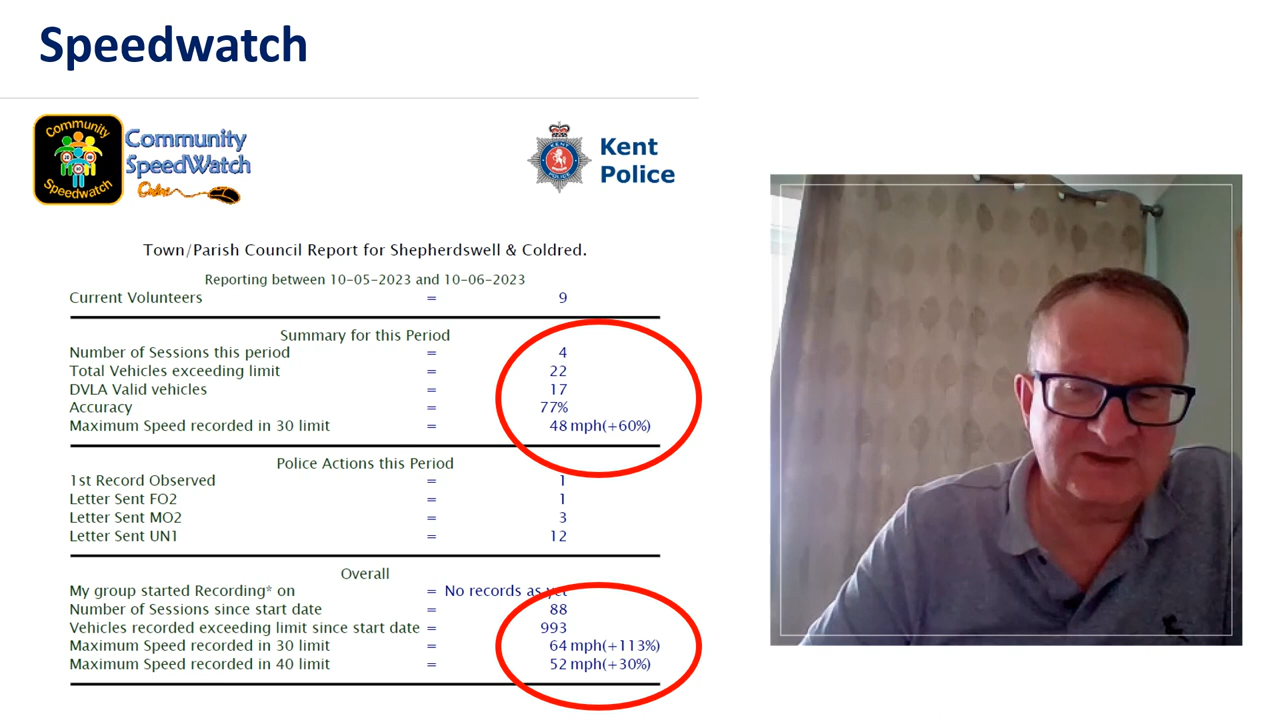 Speedwatch
Community
Speedwatch
Community
SpeedWatch
Online
Kent
Police
Town/Parish Council Report for Shepherdswell & Coldred.
Reporting between 10-05-2023 and 10-06-2023
Current Volunteers = 9
Summary for this Period
Number of Sessions this period = 4
Total Vehicles exceeding limit = 22
DVLA Valid vehicles = 17
Accuracy = 77%
Maximum Speed recorded in 30 limit = 48 mph(+60%)
Police Actions this Period
1st Record Observed = 1
Letter Sent FO2 = 1
Letter Sent MO2 = 3
Letter Sent UN1 = 12
Overall
My group started Recording* on = No records as yet
Number of Sessions since start date = 88
Vehicles recorded exceeding limit since start date = 993
Maximum Speed recorded in 30 limit = 64 mph(+113%)
Maximum Speed recorded in 40 limit = 52 mph(+30%)